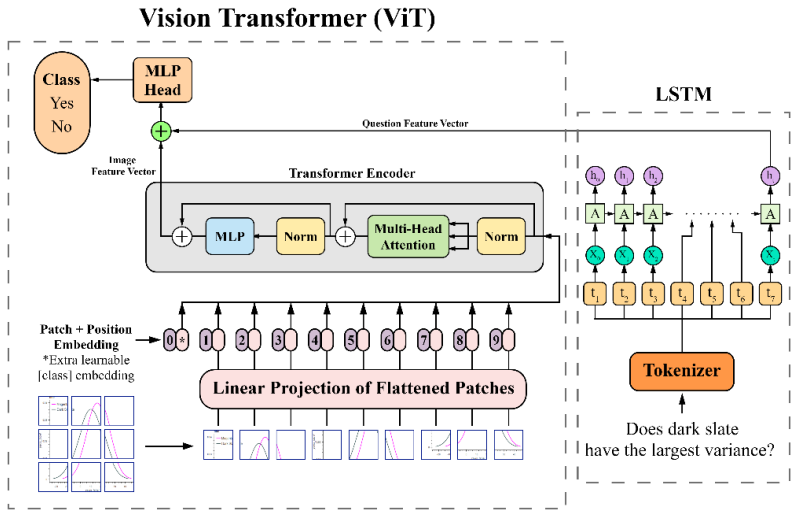 Vision Transformer (ViT)
Class
Yes
No
MLP
Head
+
Question Feature Vector
Image
Feature Vector
Transformer Encoder
+
MLP
Norm
+
Multi-Head
Attention
Norm
Patch + Position
Embedding
*Extra learnable
[class] embedding
0 * 1 2 3 4 5 6 7 8 9
Linear Projection of Flattened Patches
LSTM
h₀ h₁ h₂ h
A A A A
X₀ X X₂ X
t₁ t₂ t₃ t₄ t₅ t₆ t₇
Tokenizer
Does dark slate
have the largest variance?